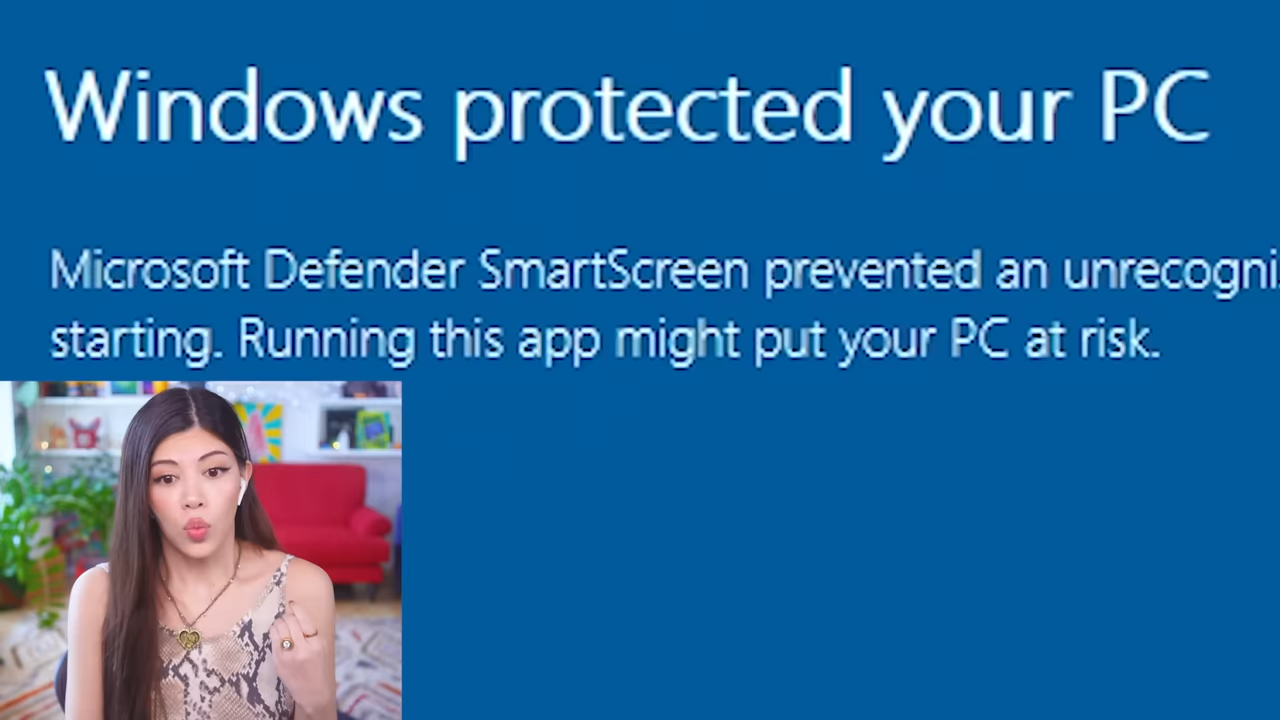 Windows protected your PC
Microsoft Defender SmartScreen prevented an unrecogni
starting. Running this app might put your PC at risk.